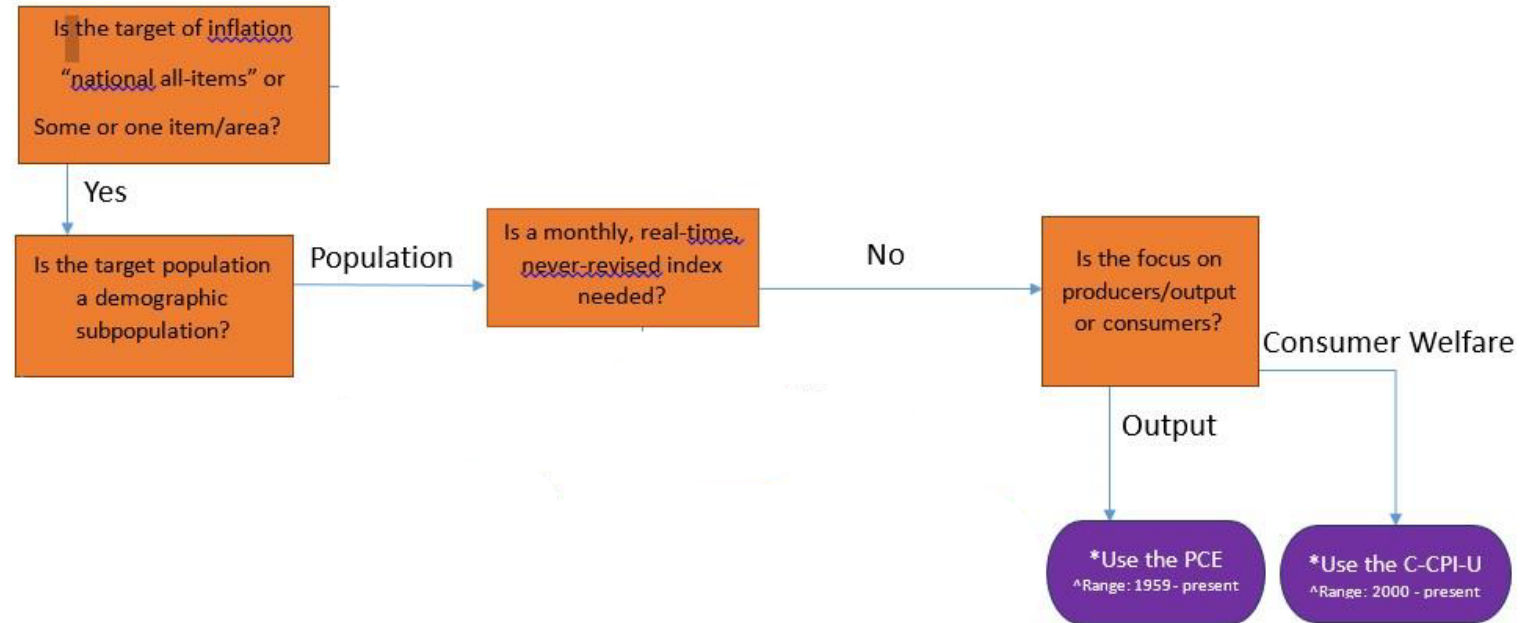 Is the target of inflation
“national all-items” or
Some or one item/area?
Yes
Is the target population
a demographic
subpopulation?
Population
Is a monthly, real-time,
never-revised index
needed?
No
Is the focus on
producers/output
or consumers?
Consumer Welfare
Output
*Use the PCE
^Range: 1959- present
*Use the C-CPI-U
^Range: 2000 - present